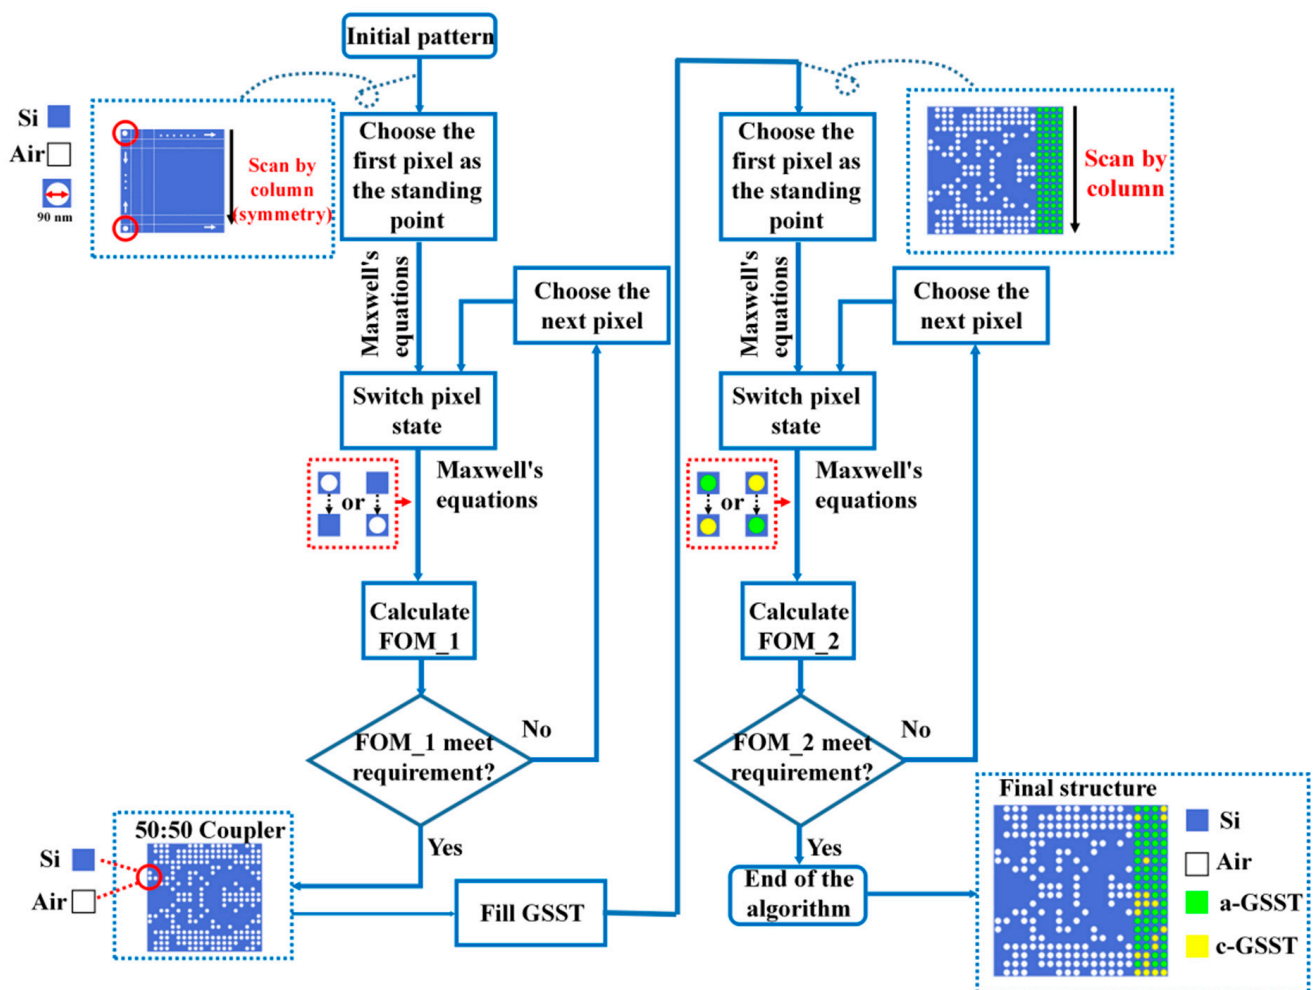 Initial pattern
Si
Air
90 nm
Scan by
column
(symmetry)
Choose the
first pixel as
the standing
point
Maxwell's
equations
Choose the
next pixel
Switch pixel
state
or
Maxwell's
equations
Calculate
FOM_1
FOM_1 meet
requirement?
No
Yes
50:50 Coupler
Si
Air
Fill GSST
Choose the
first pixel as
the standing
point
Scan by
column
Maxwell's
equations
Choose the
next pixel
Switch pixel
state
or
Maxwell's
equations
Calculate
FOM_2
FOM_2 meet
requirement?
No
Yes
End of the
algorithm
Final structure
Si
Air
a-GSST
c-GSST